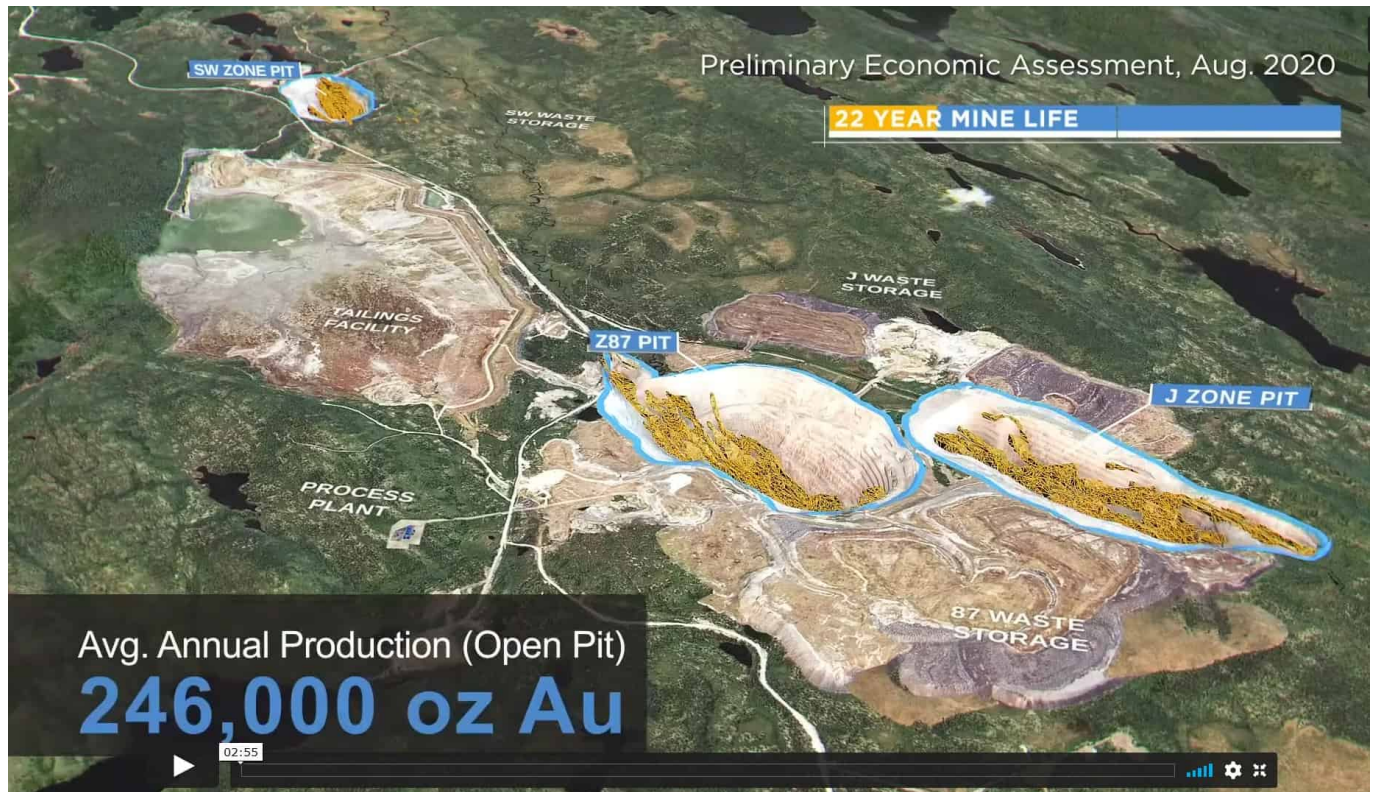 Preliminary Economic Assessment, Aug. 2020
22 YEAR MINE LIFE
SW ZONE PIT
SW WASTE
STORAGE
J WASTE
STORAGE
TAILINGS
FACILITY
Z87 PIT
J ZONE PIT
PROCESS
PLANT
87 WASTE
STORAGE
Avg. Annual Production (Open Pit)
246,000 oz Au
02:55